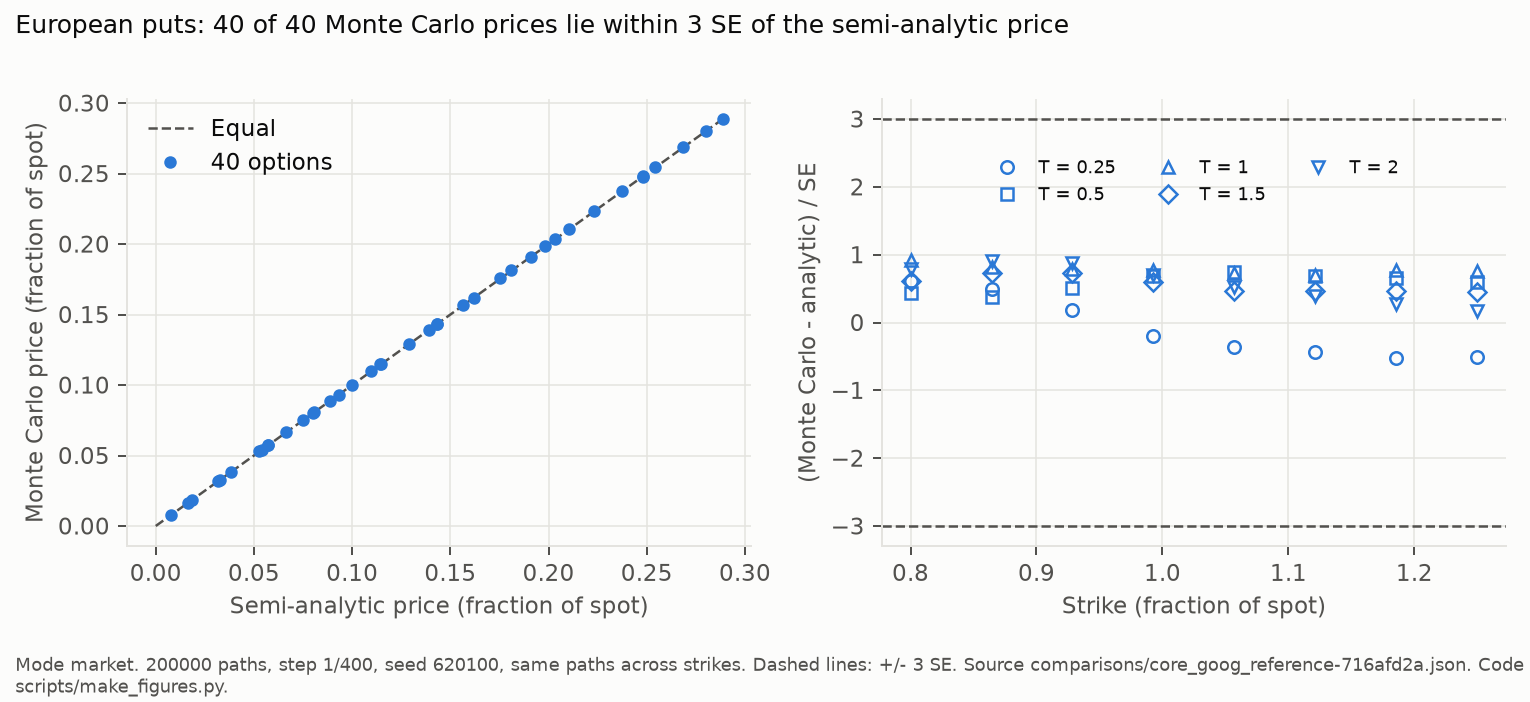 European puts: 40 of 40 Monte Carlo prices lie within 3 SE of the semi-analytic price
Monte Carlo price (fraction of spot)
0.30
0.25
0.20
0.15
0.10
0.05
0.00
Equal
40 options
0.00 0.05 0.10 0.15 0.20 0.25 0.30
Semi-analytic price (fraction of spot)
(Monte Carlo - analytic) / SE
3
2
1
0
−1
−2
−3
T = 0.25 T = 1 T = 2
T = 0.5 T = 1.5
0.8 0.9 1.0 1.1 1.2
Strike (fraction of spot)
Mode market. 200000 paths, step 1/400, seed 620100, same paths across strikes. Dashed lines: +/- 3 SE. Source comparisons/core_goog_reference-716afd2a.json. Code
scripts/make_figures.py.